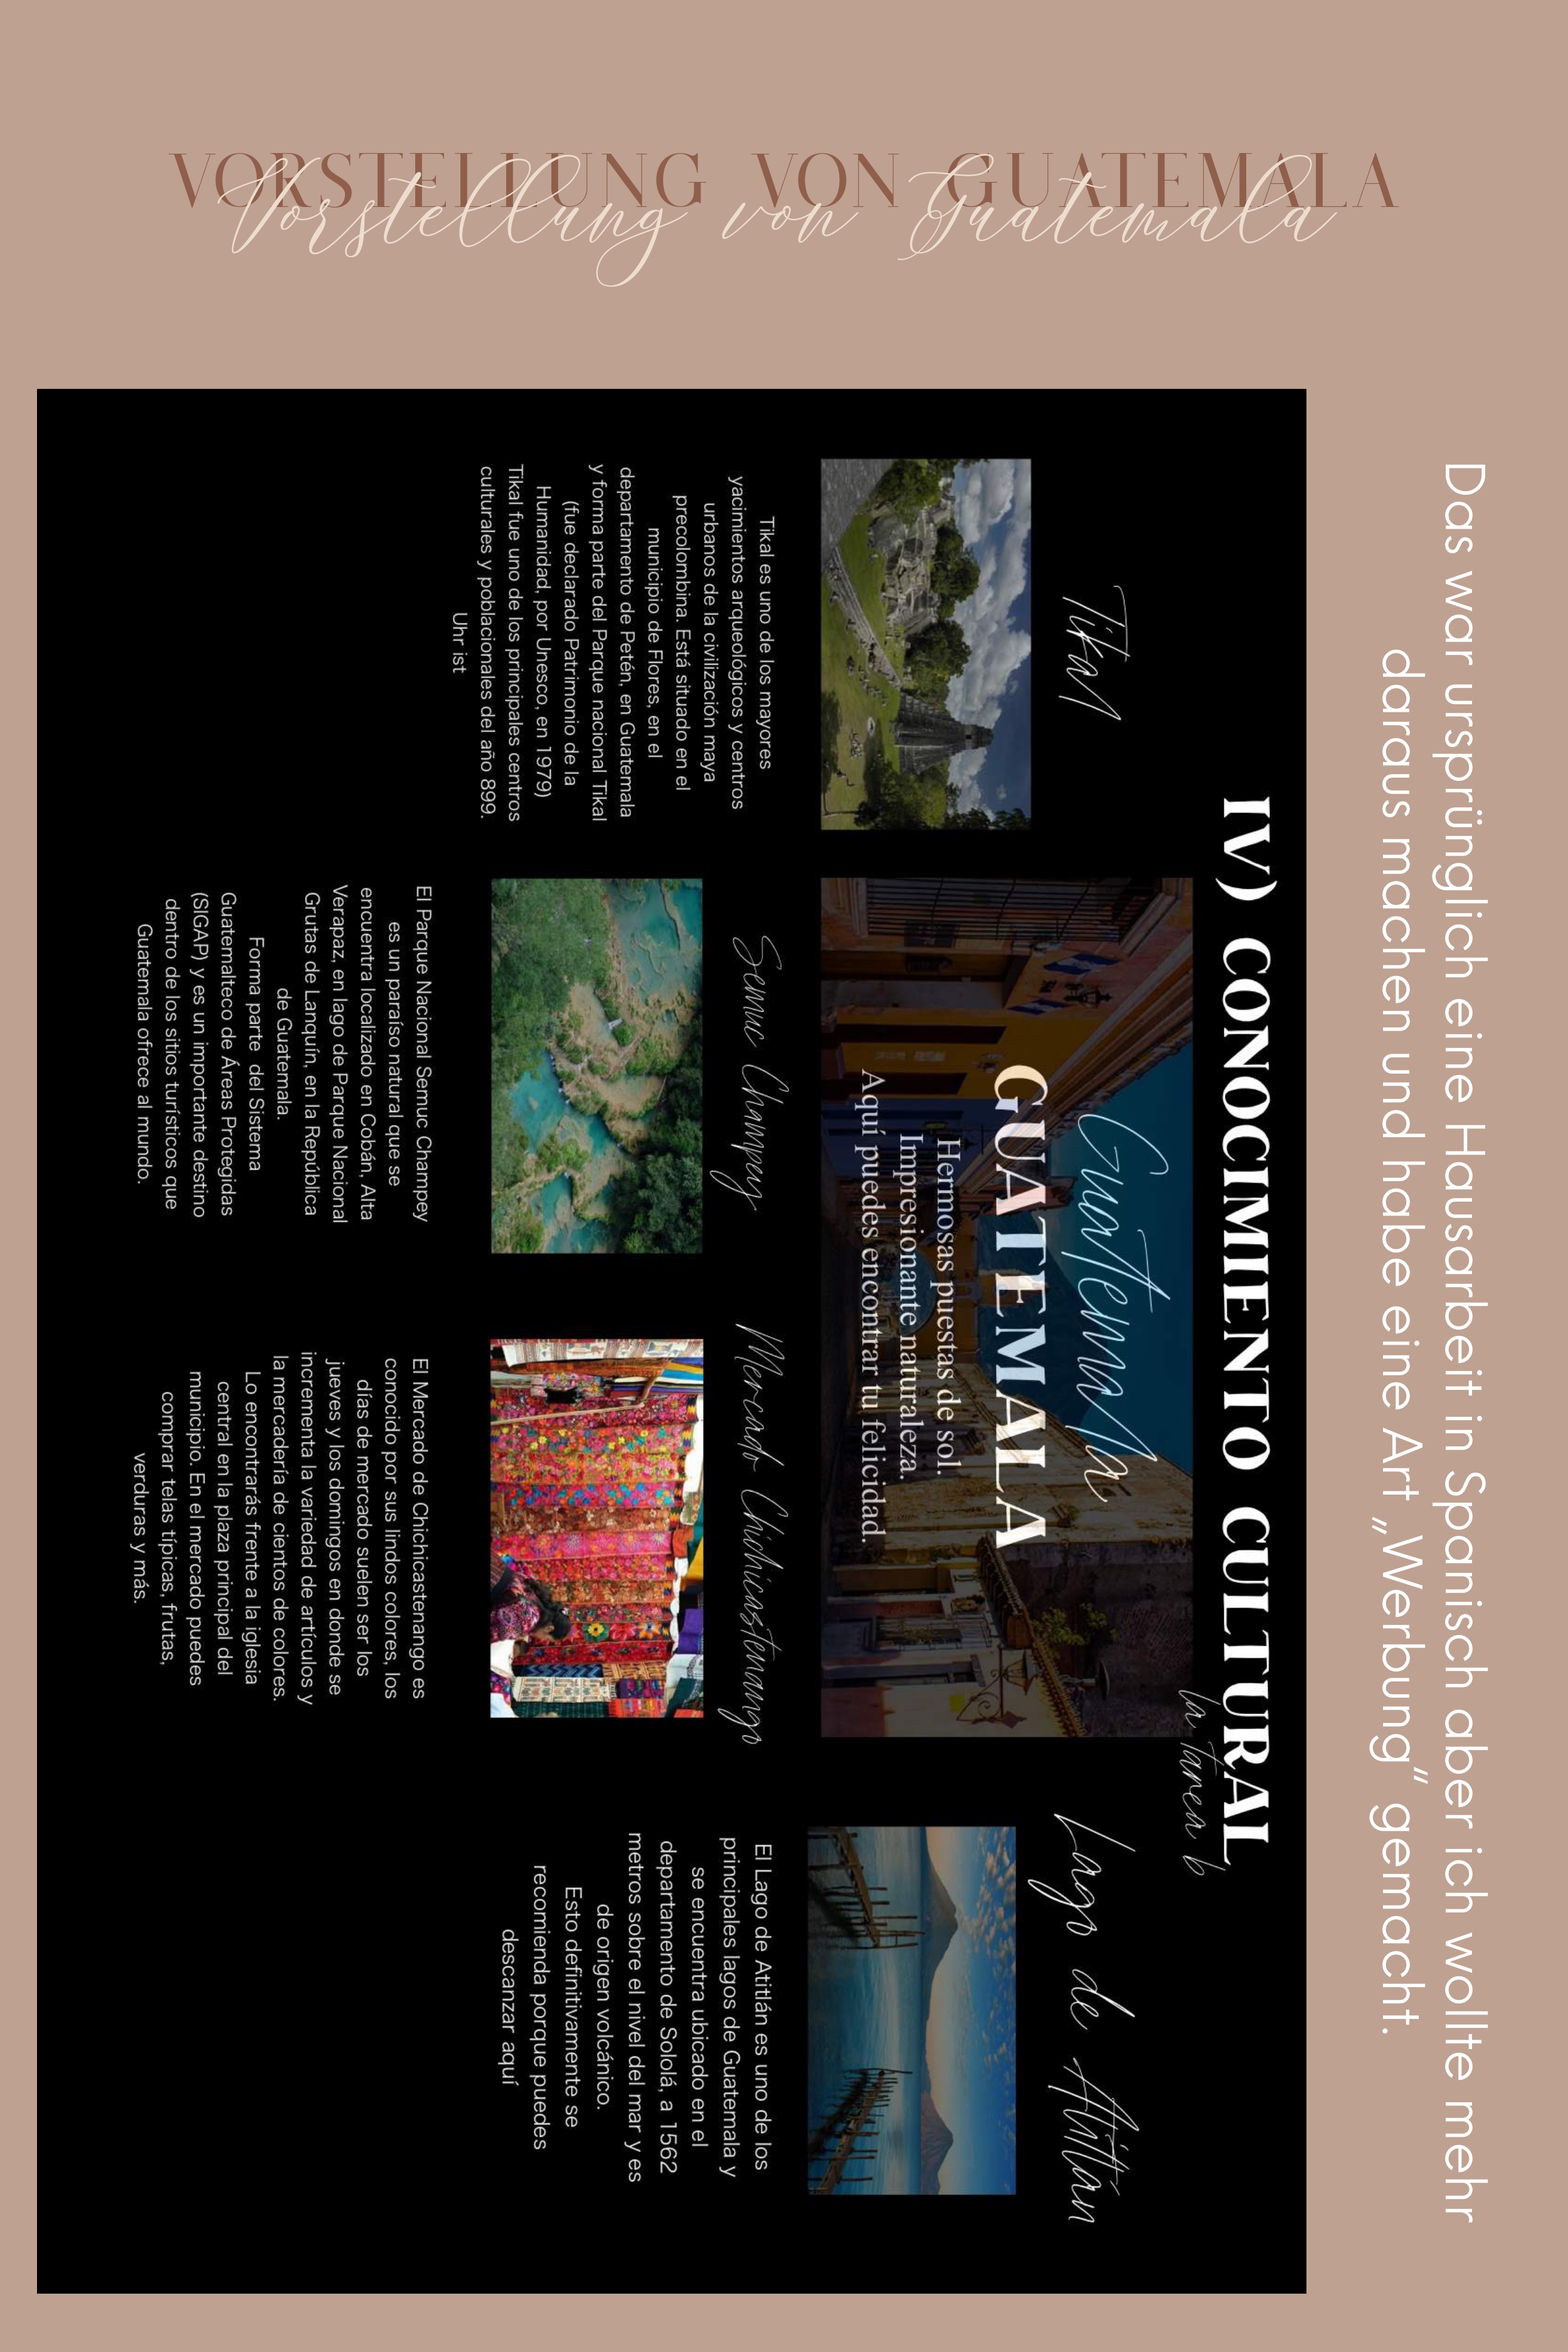 VORSTELLUNG VON GUATEMALA
Vorstellung von Guatemala
Das war ursprünglich eine Hausarbeit in Spanisch aber ich wollte mehr
daraus machen und habe eine Art „Werbung“ gemacht.
IV) CONOCIMIENTO CULTURAL
la tarea b
Guatemala
GUATEMALA
Hermosas puestas de sol.
Impresionante naturaleza.
Aquí puedes encontrar tu felicidad.
Tikal
Tikal es uno de los mayores
yacimientos arqueológicos y centros
urbanos de la civilización maya
precolombina. Está situado en el
municipio de Flores, en el
departamento de Petén, en Guatemala
y forma parte del Parque nacional Tikal
(fue declarado Patrimonio de la
Humanidad, por Unesco, en 1979)
Tikal fue uno de los principales centros
culturales y poblacionales del año 899.
Uhr ist
Semuc Champey
El Parque Nacional Semuc Champey
es un paraíso natural que se
encuentra localizado en Cobán, Alta
Verapaz, en lago de Parque Nacional
Grutas de Lanquín, en la República
de Guatemala.
Forma parte del Sistema
Guatemalteco de Áreas Protegidas
(SIGAP) y es un importante destino
dentro de los sitios turísticos que
Guatemala ofrece al mundo.
Mercado Chichicastenango
El Mercado de Chichicastenango es
conocido por sus lindos colores, los
días de mercado suelen ser los
jueves y los domingos en donde se
incrementa la variedad de artículos y
la mercadería de cientos de colores.
Lo encontrarás frente a la iglesia
central en la plaza principal del
municipio. En el mercado puedes
comprar telas típicas, frutas,
verduras y más.
Lago de Atitlán
El Lago de Atitlán es uno de los
principales lagos de Guatemala y
se encuentra ubicado en el
departamento de Sololá, a 1562
metros sobre el nivel del mar y es
de origen volcánico.
Esto definitivamente se
recomienda porque puedes
descanzar aquí